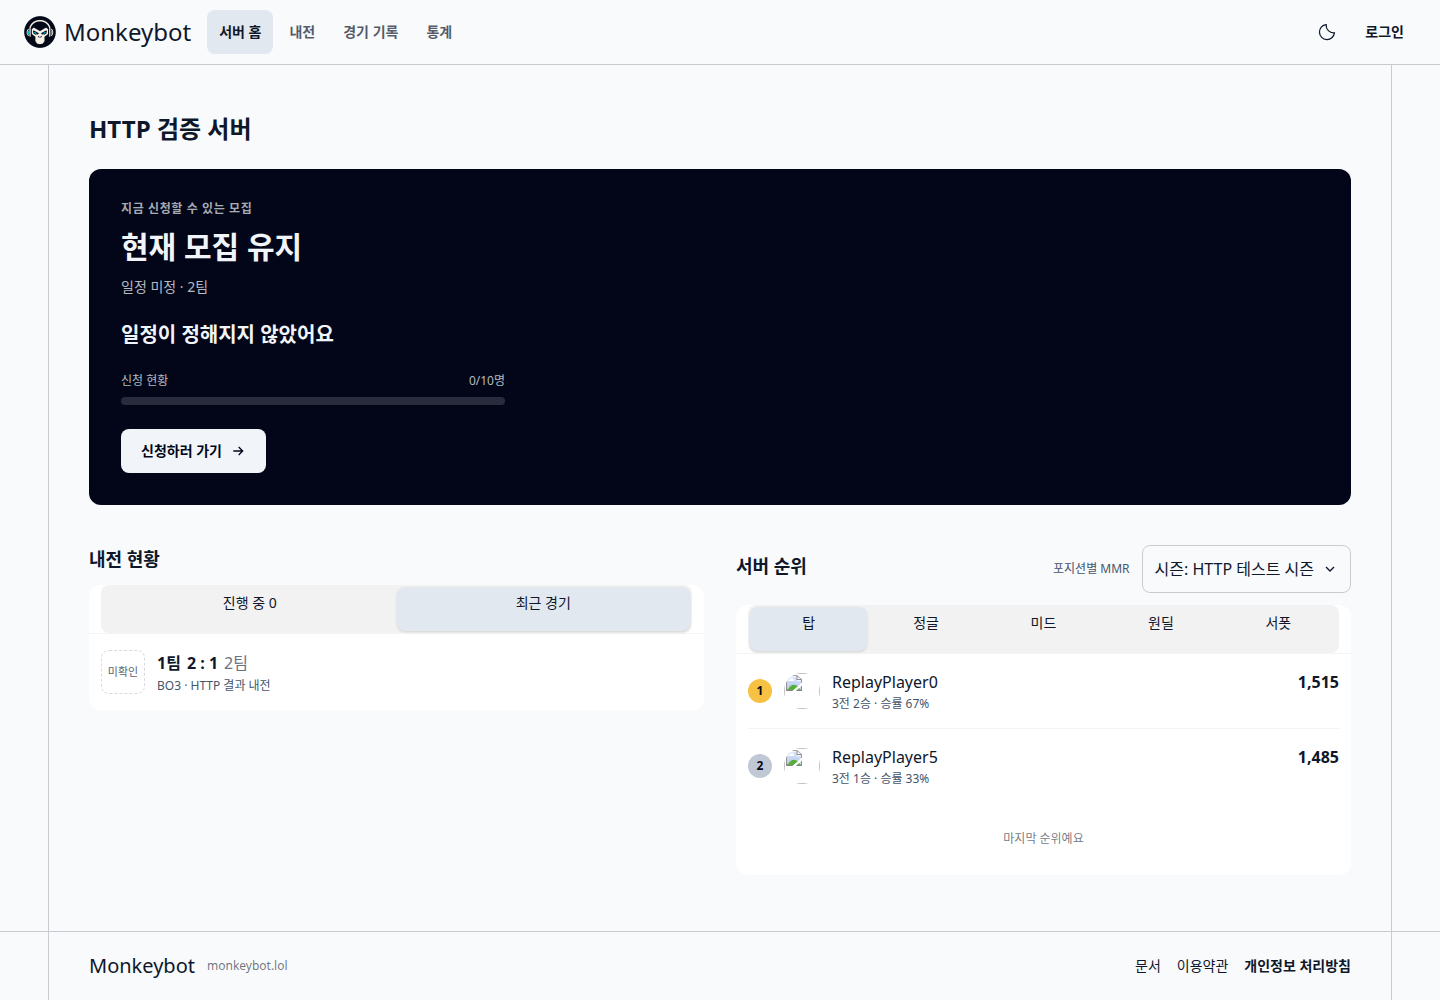 Monkeybot 서버 홈 내전 경기 기록 통계 로그인
HTTP 검증 서버
지금 신청할 수 있는 모집
현재 모집 유지
일정 미정 · 2팀
일정이 정해지지 않았어요
신청 현황 0/10명
신청하러 가기 →
내전 현황
진행 중 0 최근 경기
미확인
1팀 2 : 1 2팀
BO3 · HTTP 결과 내전
서버 순위 포지션별 MMR 시즌: HTTP 테스트 시즌
탑 정글 미드 원딜 서폿
1 ReplayPlayer0 1,515
3전 2승 · 승률 67%
2 ReplayPlayer5 1,485
3전 1승 · 승률 33%
마지막 순위예요
Monkeybot monkeybot.lol 문서 이용약관 개인정보 처리방침